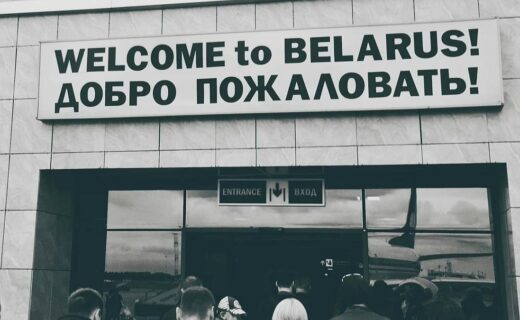 WELCOME to BELARUS!
ДОБРО ПОЖАЛОВАТЬ!
ENTRANCE ВХОД